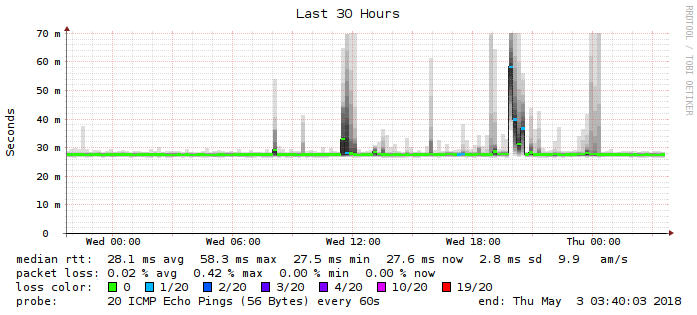 Last 30 Hours
RRDTOOL / TOBI OETIKER
Seconds
70 m
60 m
50 m
40 m
30 m
20 m
10 m
0
Wed 00:00 Wed 06:00 Wed 12:00 Wed 18:00 Thu 00:00
median rtt: 28.1 ms avg 58.3 ms max 27.5 ms min 27.6 ms now 2.8 ms sd 9.9 am/s
packet loss: 0.02 % avg 0.42 % max 0.00 % min 0.00 % now
loss color: 0 1/20 2/20 3/20 4/20 10/20 19/20
probe: 20 ICMP Echo Pings (56 Bytes) every 60s end: Thu May 3 03:40:03 2018